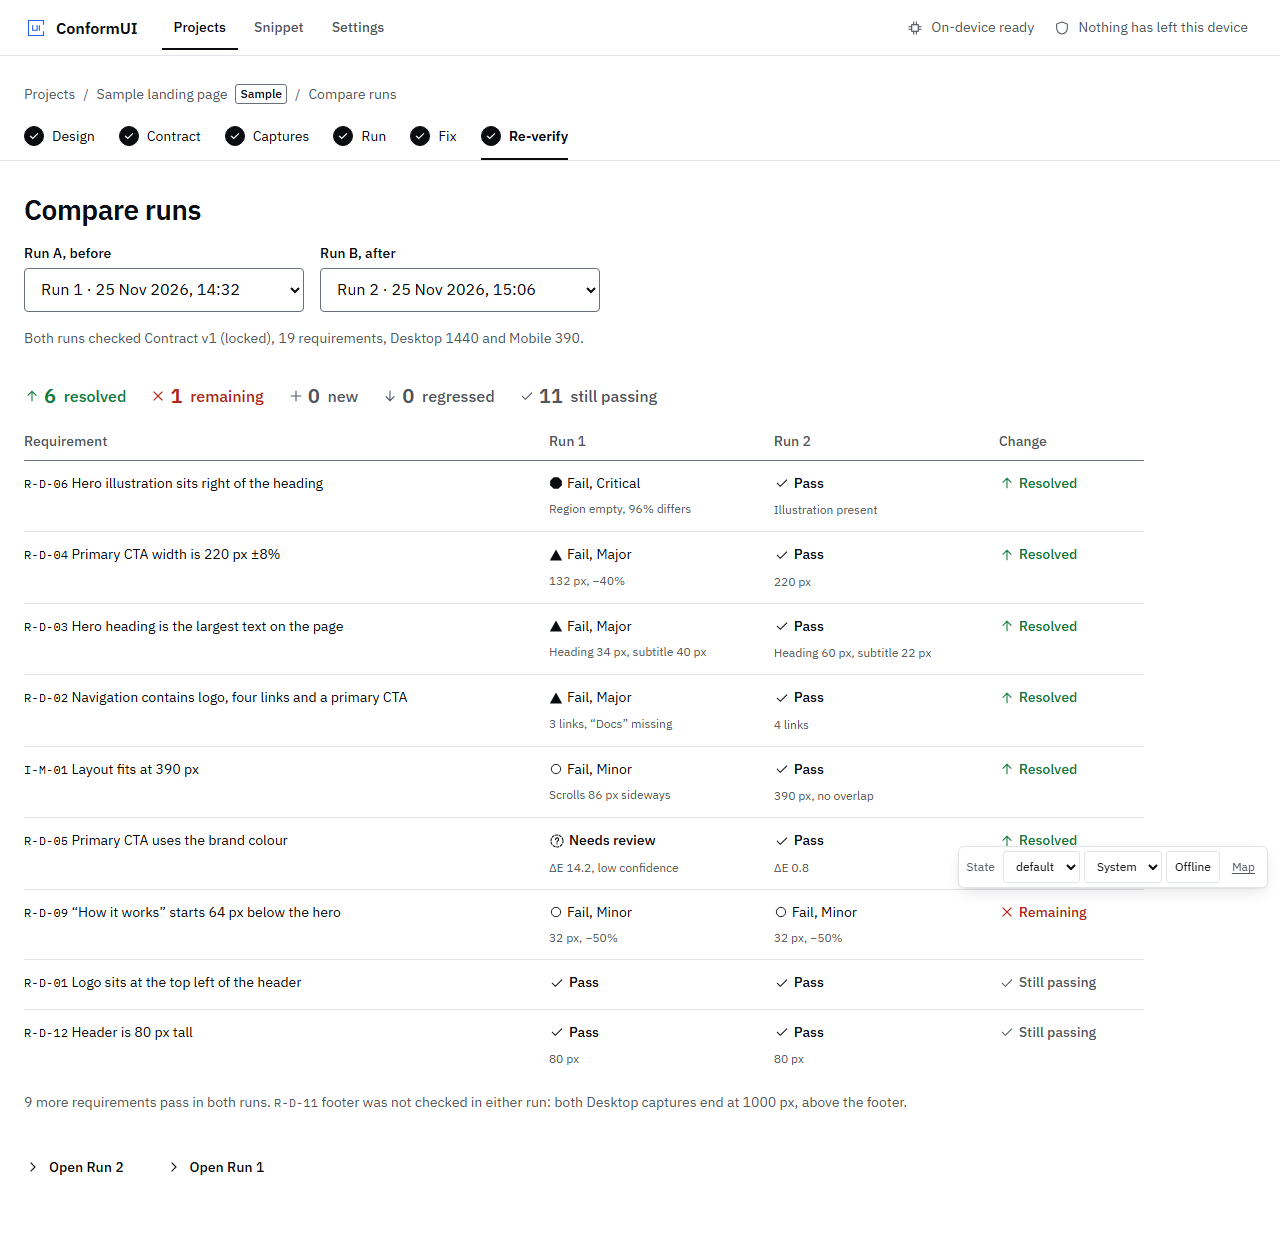 UI ConformUI Projects Snippet Settings On-device ready Nothing has left this device
Projects / Sample landing page Sample / Compare runs
Design Contract Captures Run Fix Re-verify
Compare runs
Run A, before Run B, after
Run 1 · 25 Nov 2026, 14:32 Run 2 · 25 Nov 2026, 15:06
Both runs checked Contract v1 (locked), 19 requirements, Desktop 1440 and Mobile 390.
6 resolved 1 remaining 0 new 0 regressed 11 still passing
Requirement Run 1 Run 2 Change
R-D-06 Hero illustration sits right of the heading Fail, Critical Pass Resolved
Region empty, 96% differs Illustration present
R-D-04 Primary CTA width is 220 px ±8% Fail, Major Pass Resolved
132 px, −40% 220 px
R-D-03 Hero heading is the largest text on the page Fail, Major Pass Resolved
Heading 34 px, subtitle 40 px Heading 60 px, subtitle 22 px
R-D-02 Navigation contains logo, four links and a primary CTA Fail, Major Pass Resolved
3 links, “Docs” missing 4 links
I-M-01 Layout fits at 390 px Fail, Minor Pass Resolved
Scrolls 86 px sideways 390 px, no overlap
R-D-05 Primary CTA uses the brand colour Needs review Pass Resolved
ΔE 14.2, low confidence ΔE 0.8
State default System Offline Map
R-D-09 “How it works” starts 64 px below the hero Fail, Minor Fail, Minor Remaining
32 px, −50% 32 px, −50%
R-D-01 Logo sits at the top left of the header Pass Pass Still passing
R-D-12 Header is 80 px tall Pass Pass Still passing
80 px 80 px
9 more requirements pass in both runs. R-D-11 footer was not checked in either run: both Desktop captures end at 1000 px, above the footer.
Open Run 2 Open Run 1